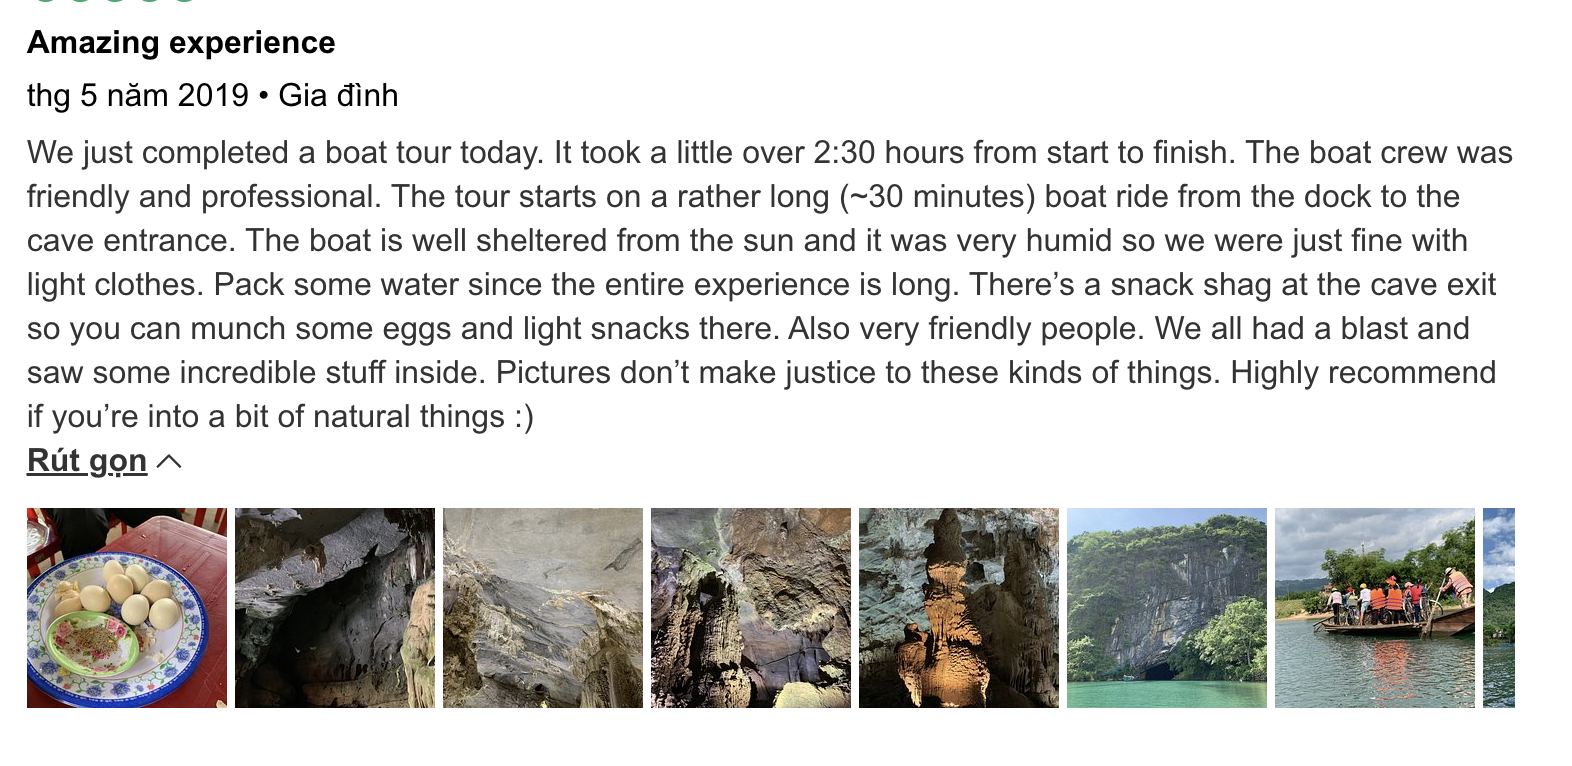 Amazing experience
thg 5 năm 2019 • Gia đình
We just completed a boat tour today. It took a little over 2:30 hours from start to finish. The boat crew was
friendly and professional. The tour starts on a rather long (~30 minutes) boat ride from the dock to the
cave entrance. The boat is well sheltered from the sun and it was very humid so we were just fine with
light clothes. Pack some water since the entire experience is long. There’s a snack shag at the cave exit
so you can munch some eggs and light snacks there. Also very friendly people. We all had a blast and
saw some incredible stuff inside. Pictures don’t make justice to these kinds of things. Highly recommend
if you’re into a bit of natural things :)
Rút gọn